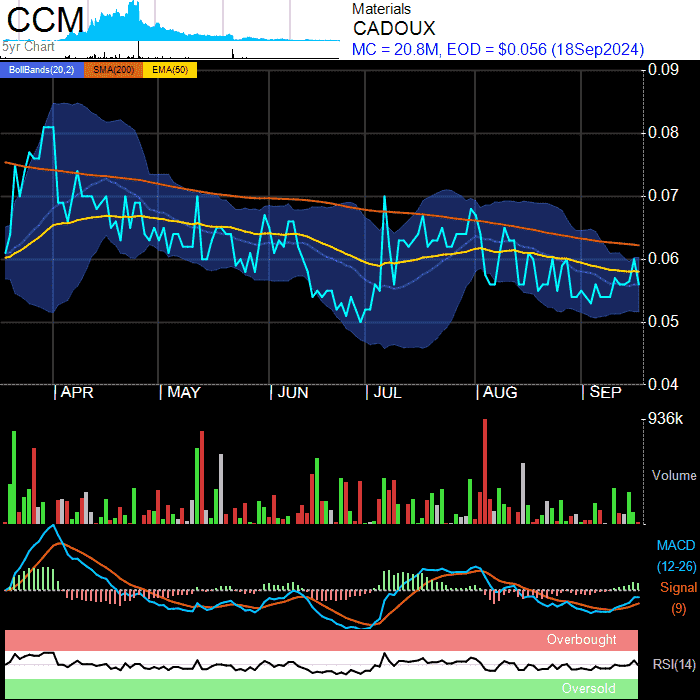 CCM
5yr Chart
Materials
CADOUX
MC = 20.8M, EOD = $0.056 (18Sep2024)
BollBands(20,2) SMA(200) EMA(50)
0.09
0.08
0.07
0.06
0.05
0.04
APR MAY JUN JUL AUG SEP
936k
Volume
MACD
(12-26)
Signal
(9)
Overbought
RSI(14)
Oversold